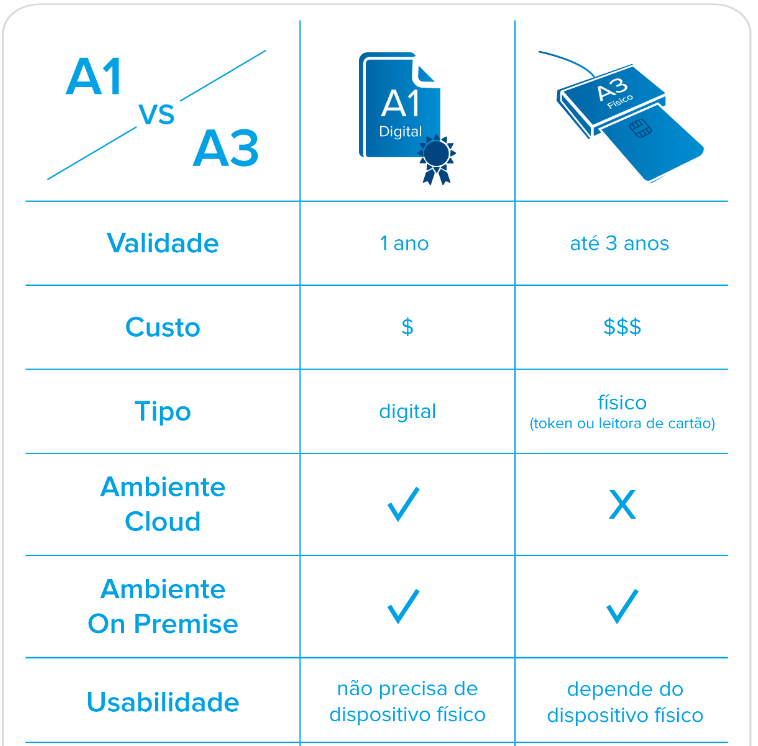 A1
VS
A3
A1
Digital
A3
Físico
Validade
1 ano
até 3 anos
Custo
$
$$$
Tipo
digital
físico
(token ou leitora de cartão)
Ambiente
Cloud
X
Ambiente
On Premise
Usabilidade
não precisa de
dispositivo físico
depende do
dispositivo físico